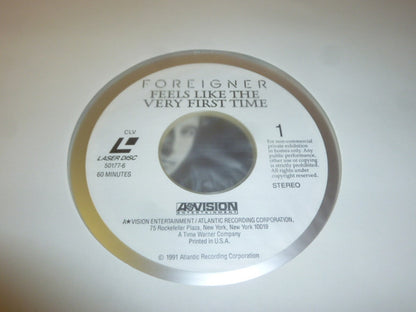 FOREIGNER
FEELS LIKE THE
VERY FIRST TIME
CLV
LASER DISC
50177-6
60 MINUTES
1
For non-commercial
private exhibition
in homes only. Any
public performance,
other use or copying
is strictly prohibited.
All rights under
copyright reserved.
STEREO
A★VISION
ENTERTAINMENT
A★VISION ENTERTAINMENT/ATLANTIC RECORDING CORPORATION,
75 Rockefeller Plaza, New York, New York 10019
A Time Warner Company
Printed in U.S.A.
© 1991 Atlantic Recording Corporation